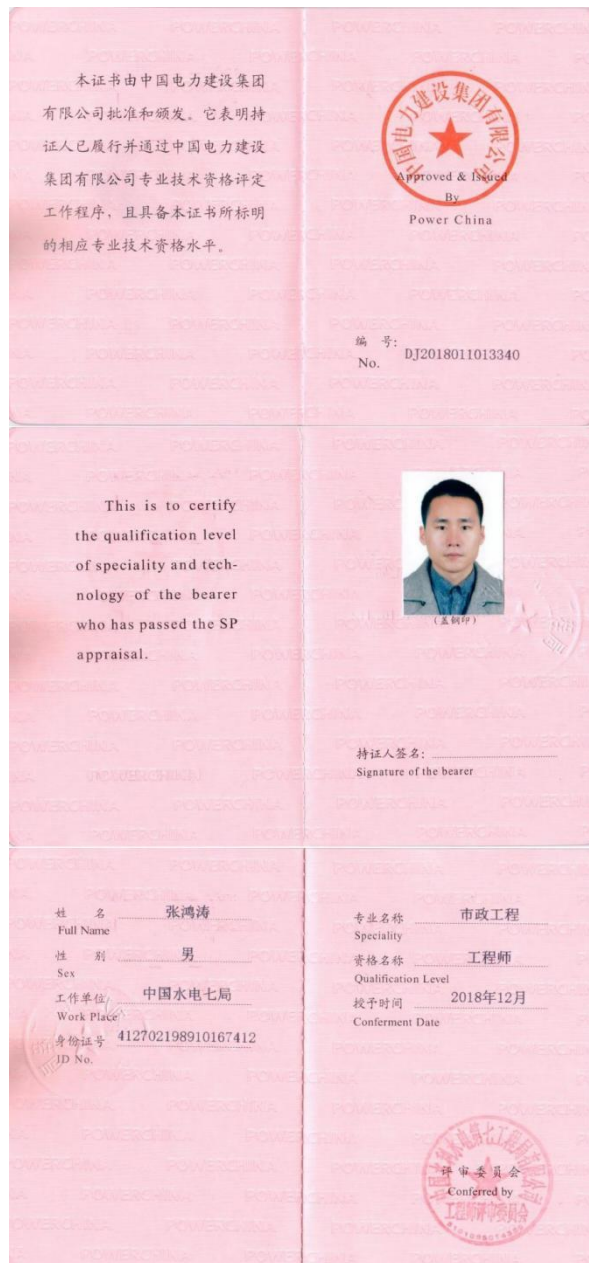 本证书由中国电力建设集团
有限公司批准和颁发。它表明持
证人已履行并通过中国电力建设
集团有限公司专业技术资格评定
工作程序，且具备本证书所标明
的相应专业技术资格水平。
中国电力建设集团有限公司
Approved & Issued
By
Power China
编 号:
No. DJ2018011013340
This is to certify
the qualification level
of speciality and tech-
nology of the bearer
who has passed the SP
appraisal.
(盖钢印)
持证人签名:
Signature of the bearer
姓 名 张鸿涛
Full Name
性 别 男
Sex
工作单位 中国水电七局
Work Place
身份证号 412702198910167412
ID No.
专业名称 市政工程
Speciality
资格名称 工程师
Qualification Level
授予时间 2018年12月
Conferment Date
评审委员会
Conferred by
工程师评审委员会
POWERCHINA